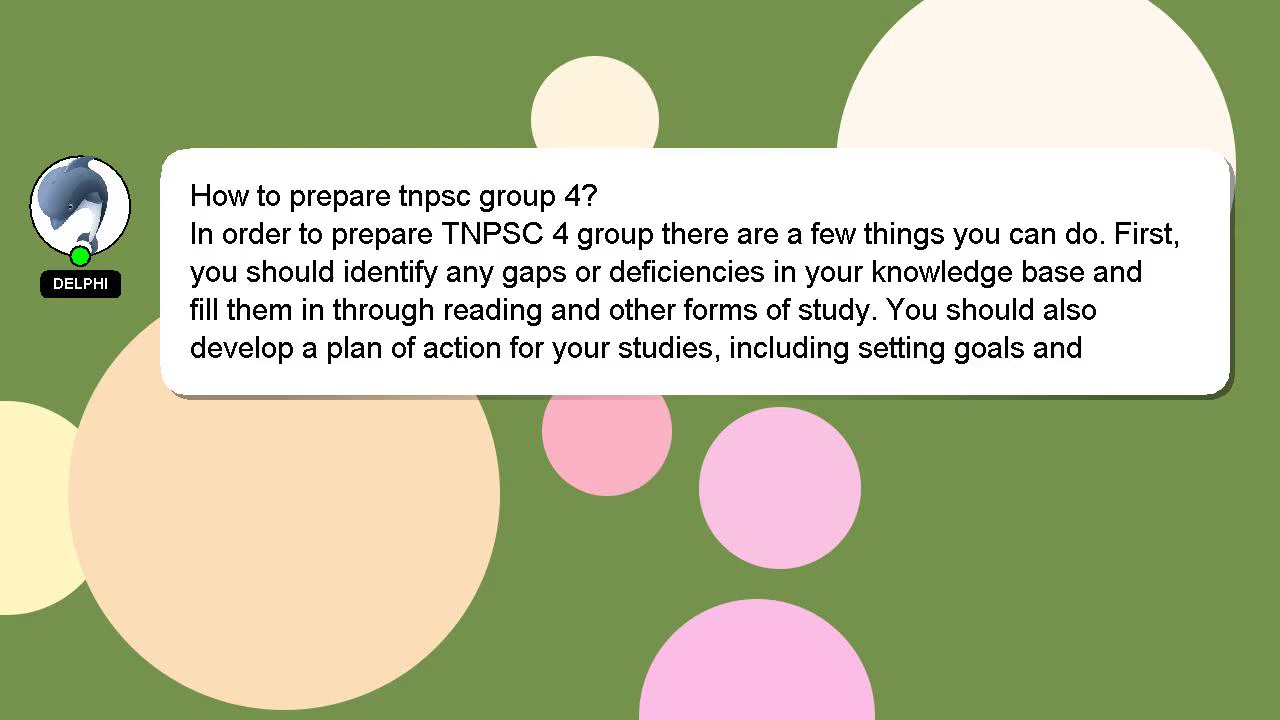 How to prepare tnpsc group 4?
In order to prepare TNPSC 4 group there are a few things you can do. First,
you should identify any gaps or deficiencies in your knowledge base and
fill them in through reading and other forms of study. You should also
develop a plan of action for your studies, including setting goals and
DELPHI